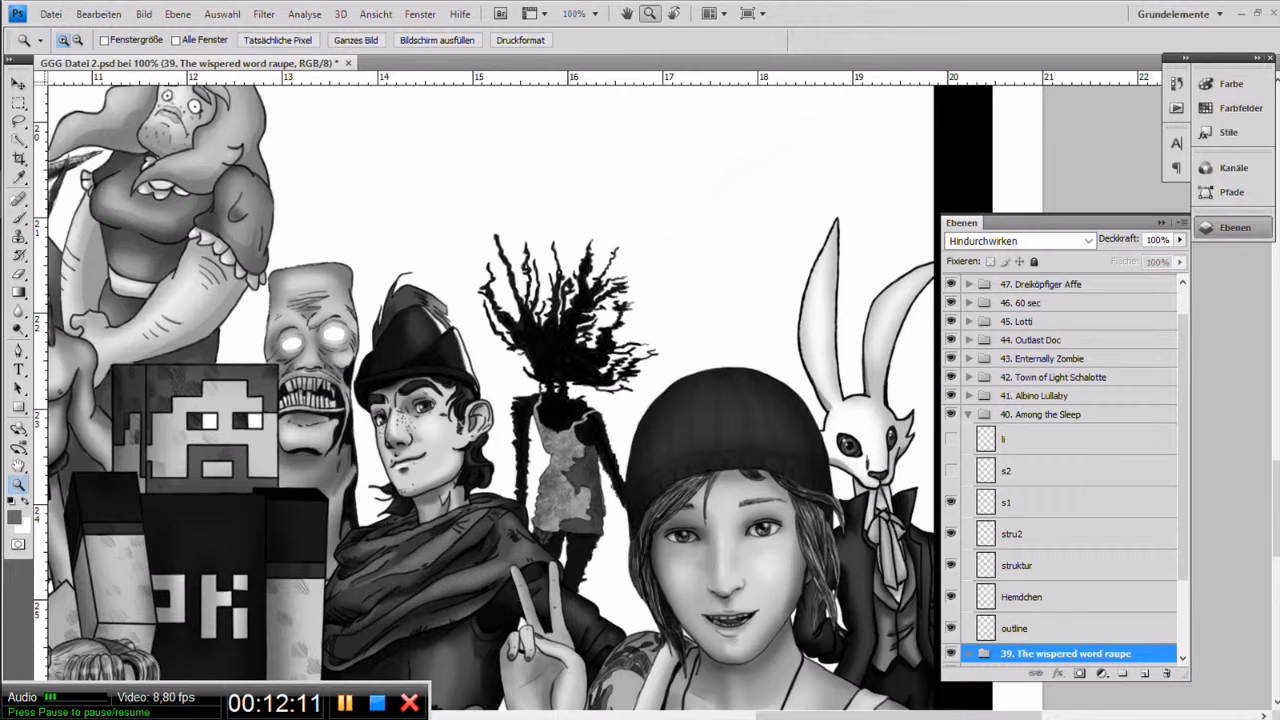 Ps Datei Bearbeiten Bild Ebene Auswahl Filter Analyse 3D Ansicht Fenster Hilfe Br 100% Grundelemente
Fenstergröße Alle Fenster Tatsächliche Pixel Ganzes Bild Bildschirm ausfüllen Druckformat
GGG Datei 2.psd bei 100% (39. The wispered word raupe, RGB/8) *
11 12 13 14 15 16 17 18 19 20 21 22
Farbe
Farbfelder
Stile
Kanäle
Pfade
Ebenen
Ebenen
Hindurchwirken Deckkraft: 100%
Fixieren: Fläche: 100%
47. Dreiköpfiger Affe
46. 60 sec
45. Lotti
44. Outlast Doc
43. Enternally Zombie
42. Town of Light Schalotte
41. Albino Lullaby
40. Among the Sleep
li
s2
s1
stru2
struktur
Hemdchen
outline
39. The wispered word raupe
Audio Video: 8,80 fps
Press Pause to pause/resume
00:12:11